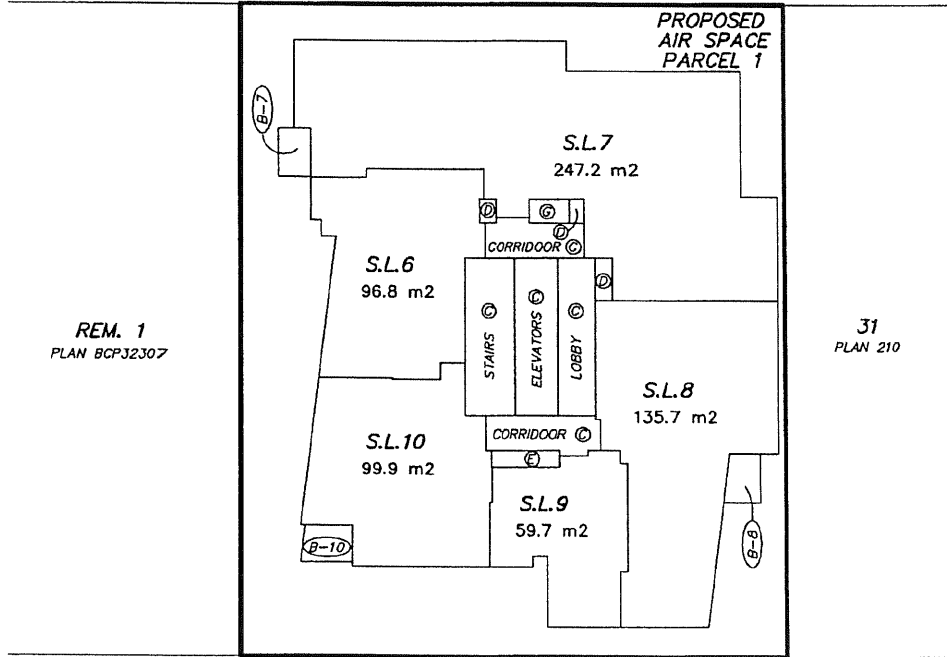 PROPOSED
AIR SPACE
PARCEL 1
B-7
S.L.7
247.2 m2
D
G
D
CORRIDOOR C
S.L.6
96.8 m2
D
STAIRS C
ELEVATORS C
LOBBY C
REM. 1
PLAN BCP32307
31
PLAN 210
S.L.8
135.7 m2
CORRIDOOR C
S.L.10
99.9 m2
E
S.L.9
59.7 m2
B-10
B-8